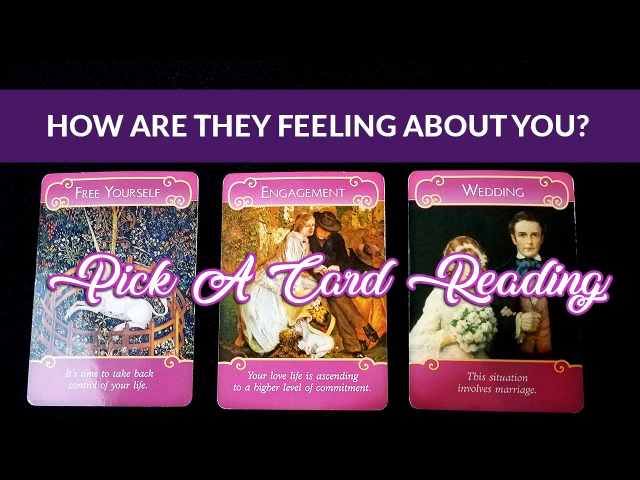 HOW ARE THEY FEELING ABOUT YOU?
FREE YOURSELF
ENGAGEMENT
WEDDING
Pick A Card Reading
It's time to take back
control of your life.
Your love life is ascending
to a higher level of commitment.
This situation
involves marriage.